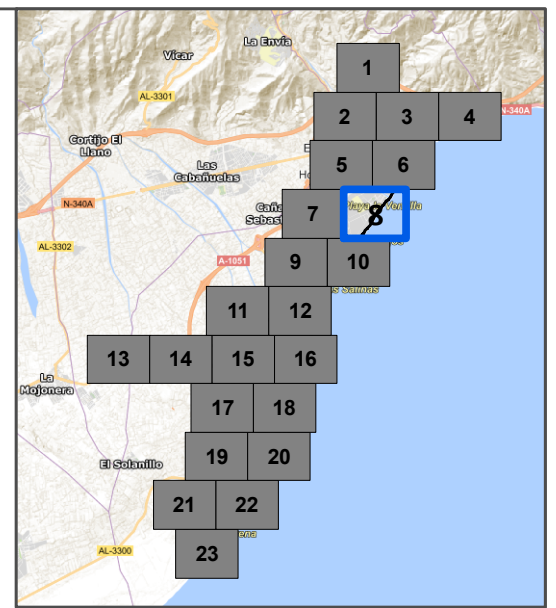 La Envía
Vícar
1
AL-3301
2 3 4
N-340A
Cortijo El
Llano
5 6
Las
Cabañuelas
N-340A
7 8
AL-3302
A-1051
9 10
Salinas
11 12
13 14 15 16
La
Mojonera
17 18
El Solanillo
19 20
21 22
AL-3300
23